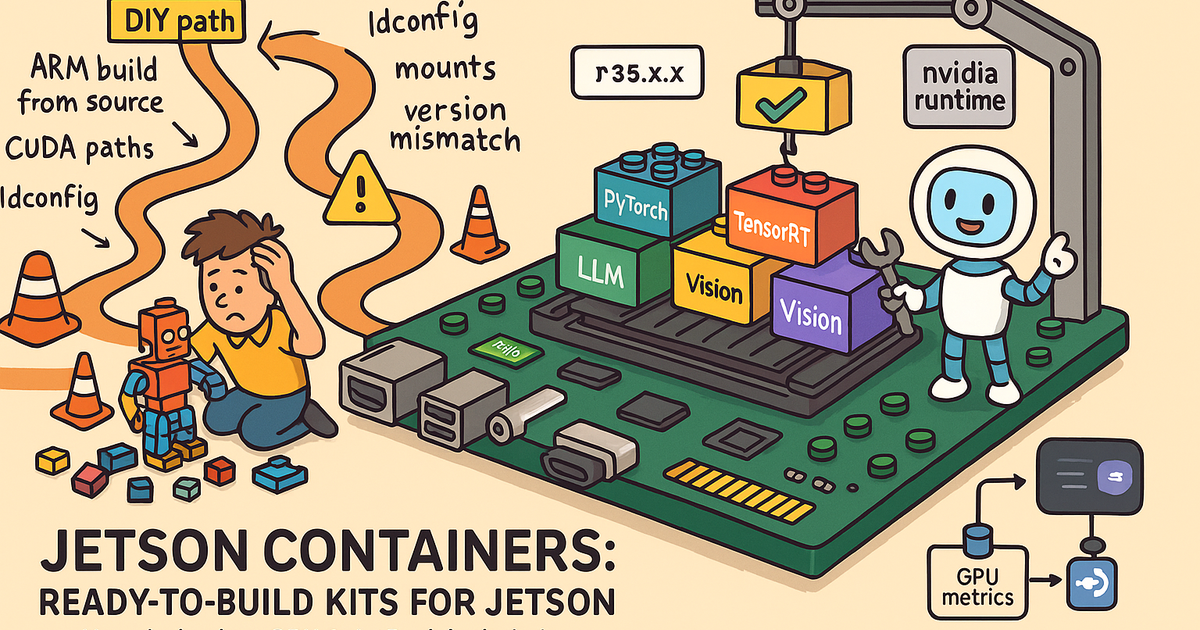 DIY path
ARM build
from source
CUDA paths
ldconfig
ldconfig
mounts
version
mismatch
r35.x.x
nvidia
runtime
PyTorch
TensorRT
LLM
Vision
Vision
JETSON CONTAINERS:
READY-TO-BUILD KITS FOR JETSON
GPU
metrics